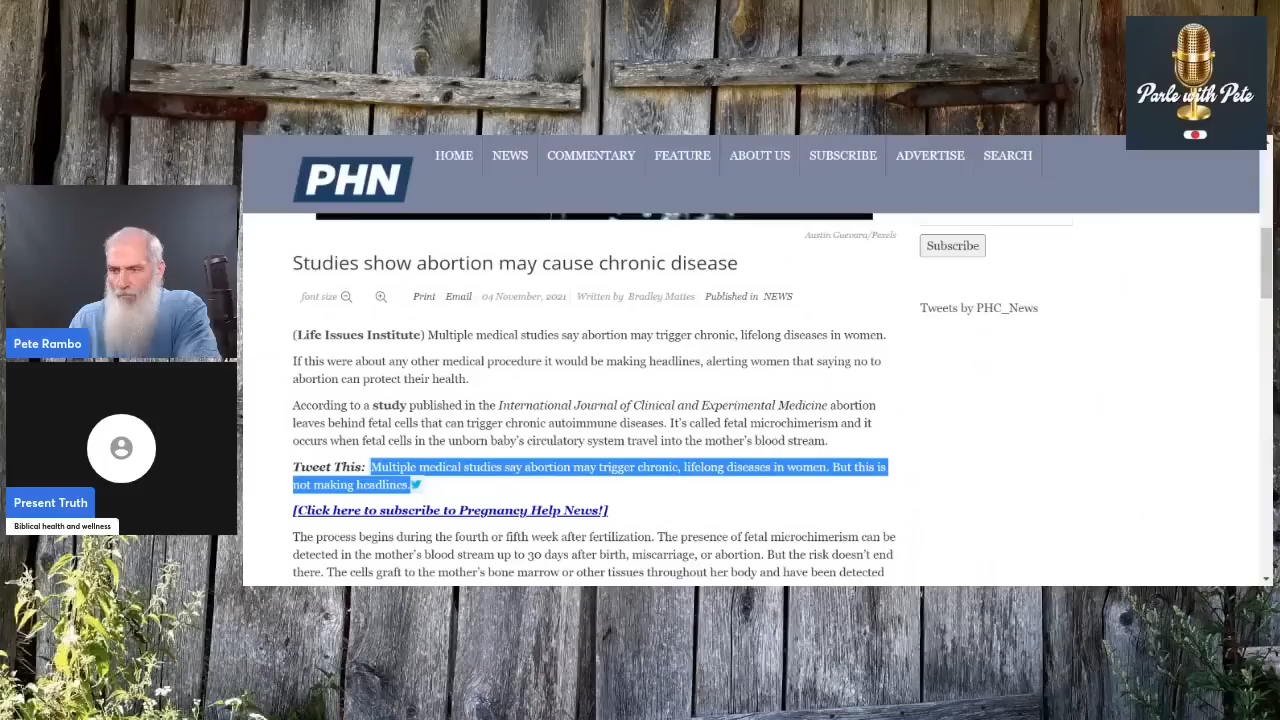 Parle with Pete
HOME NEWS COMMENTARY FEATURE ABOUT US SUBSCRIBE ADVERTISE SEARCH
PHN
Austin Guevara/Pexels
Subscribe
Studies show abortion may cause chronic disease
font size Print Email 04 November, 2021 Written by Bradley Mattes Published in NEWS
Tweets by PHC_News
(Life Issues Institute) Multiple medical studies say abortion may trigger chronic, lifelong diseases in women.
If this were about any other medical procedure it would be making headlines, alerting women that saying no to
abortion can protect their health.
According to a study published in the International Journal of Clinical and Experimental Medicine abortion
leaves behind fetal cells that can trigger chronic autoimmune diseases. It's called fetal microchimerism and it
occurs when fetal cells in the unborn baby's circulatory system travel into the mother's blood stream.
Tweet This: Multiple medical studies say abortion may trigger chronic, lifelong diseases in women. But this is
not making headlines.
[Click here to subscribe to Pregnancy Help News!]
The process begins during the fourth or fifth week after fertilization. The presence of fetal microchimerism can be
detected in the mother's blood stream up to 30 days after birth, miscarriage, or abortion. But the risk doesn't end
there. The cells graft to the mother's bone marrow or other tissues throughout her body and have been detected
Pete Rambo
Present Truth
Biblical health and wellness